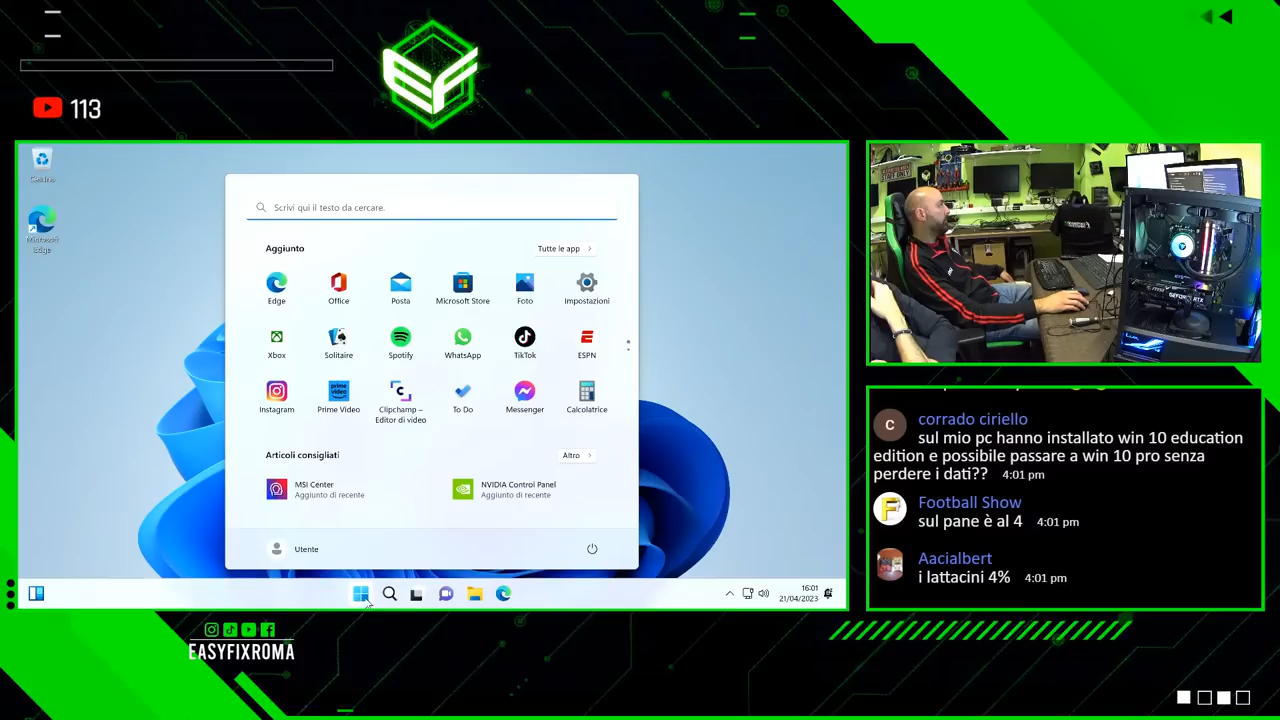 113
Cestino
Microsoft
Edge
Scrivi qui il testo da cercare.
Aggiunto
Tutte le app
Edge
Office
Posta
Microsoft Store
Foto
Impostazioni
Xbox
Solitaire
Spotify
WhatsApp
TikTok
ESPN
prime video
Instagram
Prime Video
Clipchamp –
Editor di video
To Do
Messenger
Calcolatrice
Articoli consigliati
Altro
MSI Center
Aggiunto di recente
NVIDIA Control Panel
Aggiunto di recente
Utente
16:01
21/04/2023
EF
GEFORCE RTX
C
corrado ciriello
sul mio pc hanno installato win 10 education
edition e possibile passare a win 10 pro senza
perdere i dati?? 4:01 pm
F
Football Show
sul pane è al 4 4:01 pm
Aacialbert
i lattacini 4% 4:01 pm
EASYFIXROMA